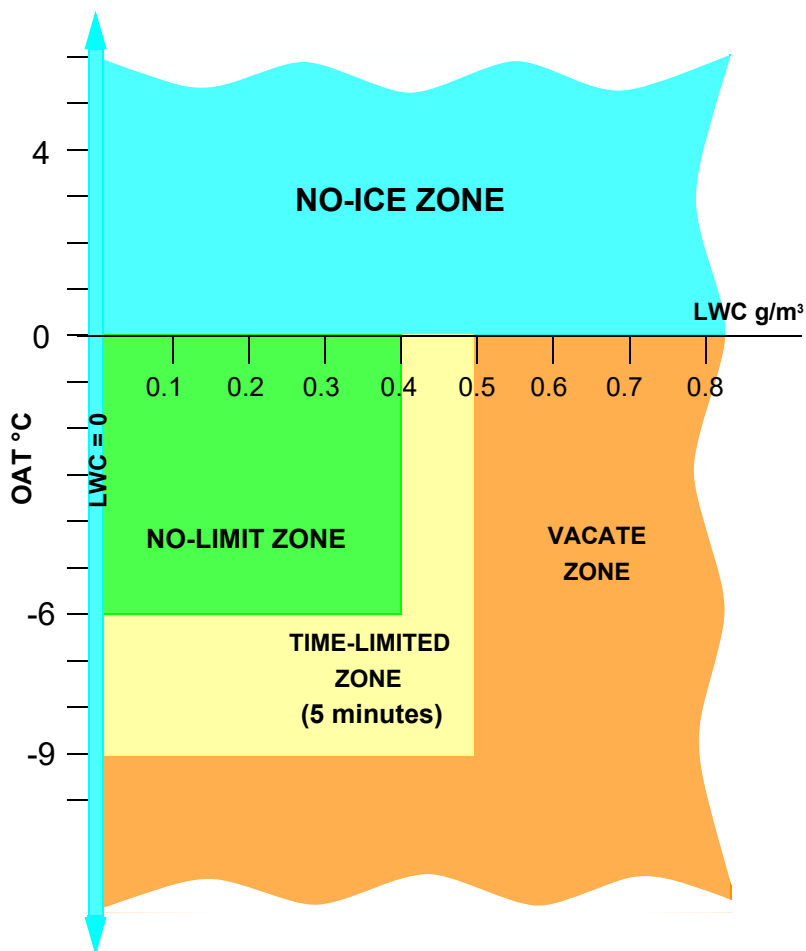 4
NO-ICE ZONE
LWC g/m³
0
0.1 0.2 0.3 0.4 0.5 0.6 0.7 0.8
OAT °C
LWC = 0
NO-LIMIT ZONE
VACATE
ZONE
-6
TIME-LIMITED
ZONE
(5 minutes)
-9